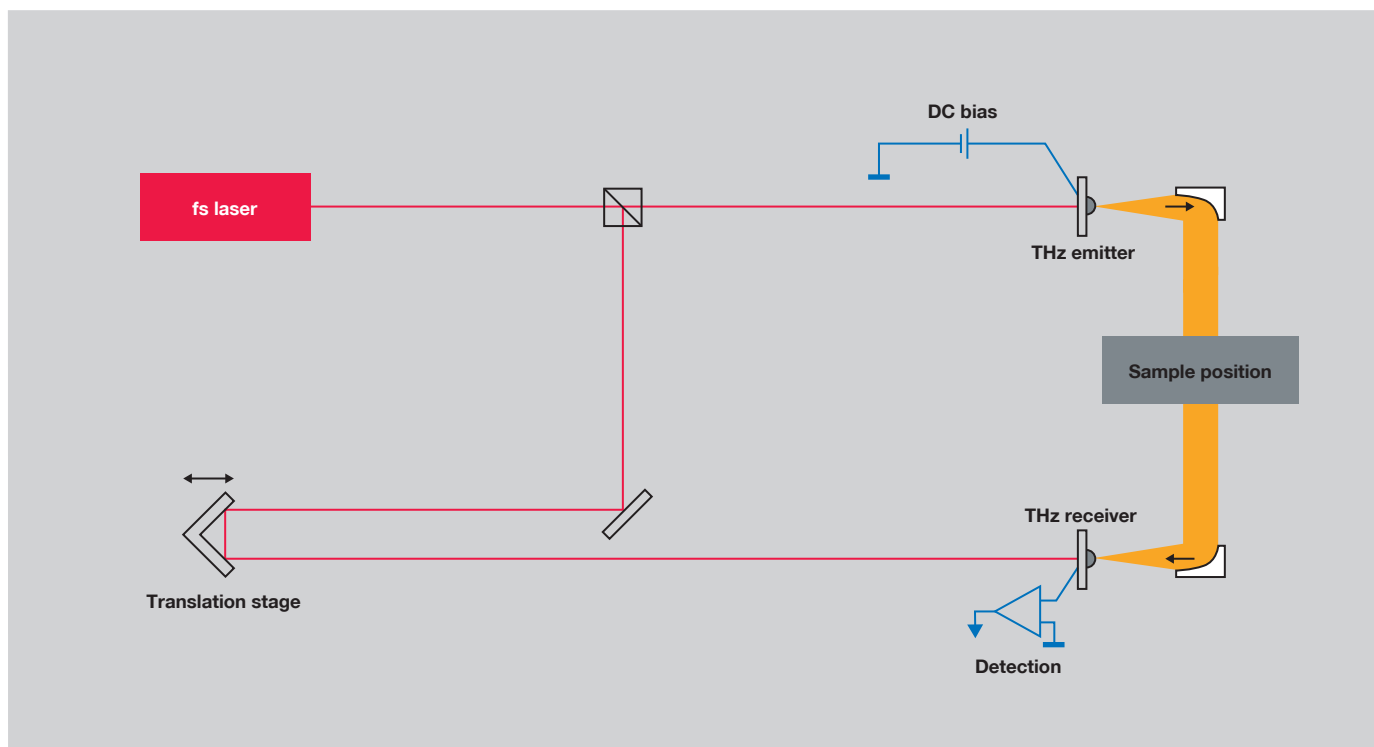 DC bias
fs laser
THz emitter
Sample position
THz receiver
Translation stage
Detection